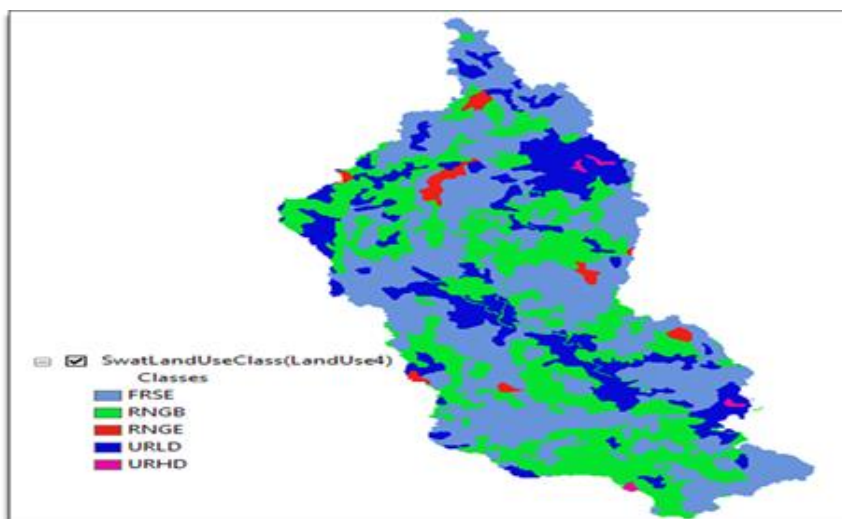 SwatLandUseClass(LandUse4)
Classes
FRSE
RNGB
RNGE
URLD
URHD